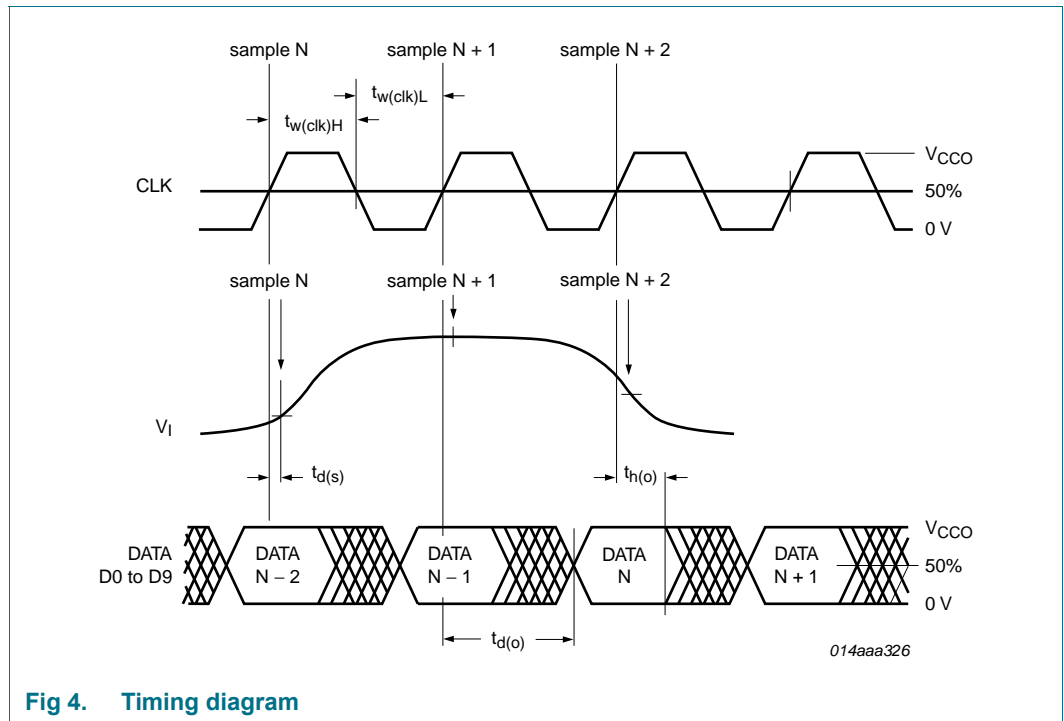 sample N sample N + 1 sample N + 2
tw(clk)L
tw(clk)H
VCCO
CLK 50%
0 V
sample N sample N + 1 sample N + 2
VI
td(s) th(o)
VCCO
DATA DATA DATA DATA DATA
50%
D0 to D9 N − 2 N − 1 N N + 1
0 V
td(o)
014aaa326
Fig 4. Timing diagram